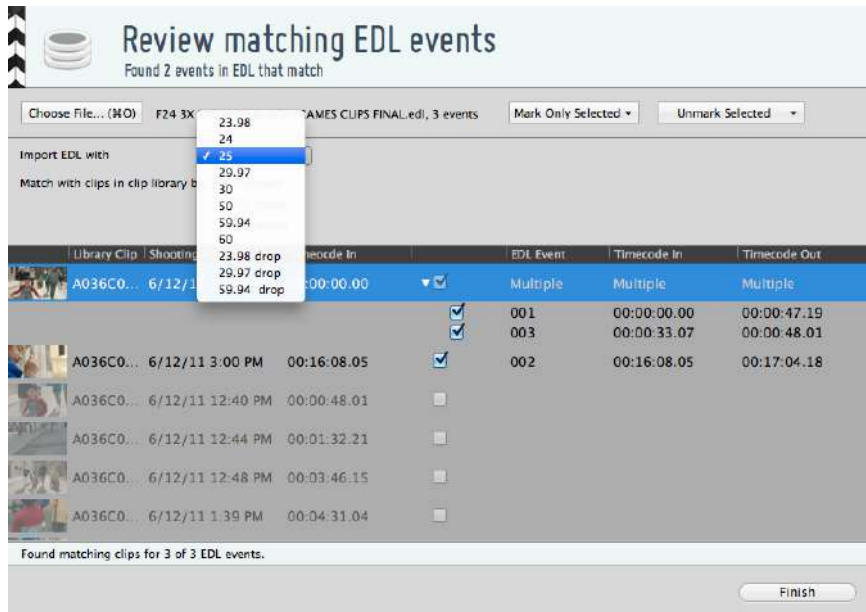 Review matching EDL events
Found 2 events in EDL that match
Choose File... (⌘O) F24 3X AMES CLIPS FINAL.edl, 3 events Mark Only Selected Unmark Selected
Import EDL with
Match with clips in clip library b
23.98
24
✓ 25
29.97
30
50
59.94
60
23.98 drop
29.97 drop
59.94 drop
Library Clip Shooting mecode In EDL Event Timecode In Timecode Out
A036C0... 6/12/1 :00:00.00 Multiple Multiple Multiple
001 00:00:00.00 00:00:47.19
003 00:00:33.07 00:00:48.01
A036C0... 6/12/11 3:00 PM 00:16:08.05 002 00:16:08.05 00:17:04.18
A036C0... 6/12/11 12:40 PM 00:00:48.01
A036C0... 6/12/11 12:44 PM 00:01:32.21
A036C0... 6/12/11 12:48 PM 00:03:46.15
A036C0... 6/12/11 1:39 PM 00:04:31.04
Found matching clips for 3 of 3 EDL events.
Finish